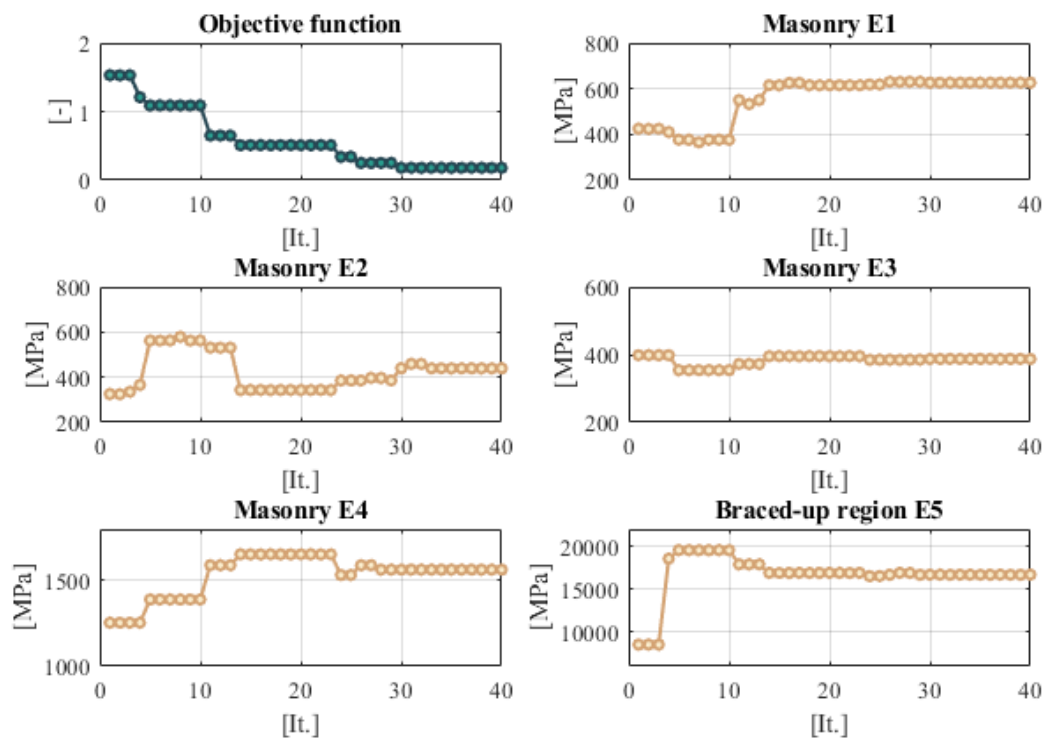 Objective function
2
1
0
[-]
0 10 20 30 40
[It.]
Masonry E1
800
600
400
200
[MPa]
0 10 20 30 40
[It.]
Masonry E2
800
600
400
200
[MPa]
0 10 20 30 40
[It.]
Masonry E3
600
400
200
[MPa]
0 10 20 30 40
[It.]
Masonry E4
1500
1000
[MPa]
0 10 20 30 40
[It.]
Braced-up region E5
20000
15000
10000
[MPa]
0 10 20 30 40
[It.]